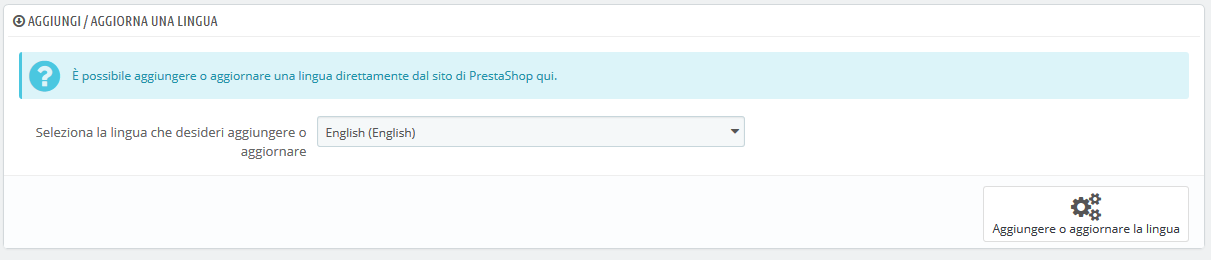 AGGIUNGI / AGGIORNA UNA LINGUA
È possibile aggiungere o aggiornare una lingua direttamente dal sito di PrestaShop qui.
Seleziona la lingua che desideri aggiungere o
aggiornare
English (English)
Aggiungere o aggiornare la lingua